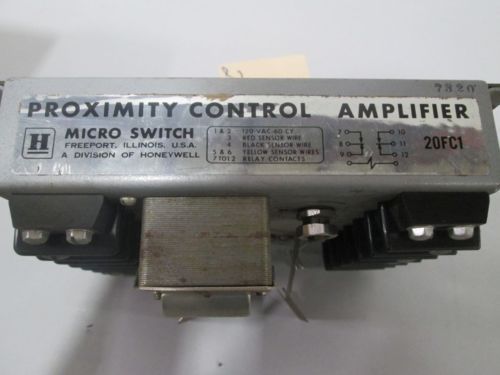 7320
PROXIMITY CONTROL AMPLIFIER
H
MICRO SWITCH
FREEPORT, ILLINOIS, U.S.A.
A DIVISION OF HONEYWELL
1 & 2 120-VAC-60 CY
3 RED SENSOR WIRE
4 BLACK SENSOR WIRE
5 & 6 YELLOW SENSOR WIRES
7 TO 12 RELAY CONTACTS
7 10
8 11
9 12
20FC1